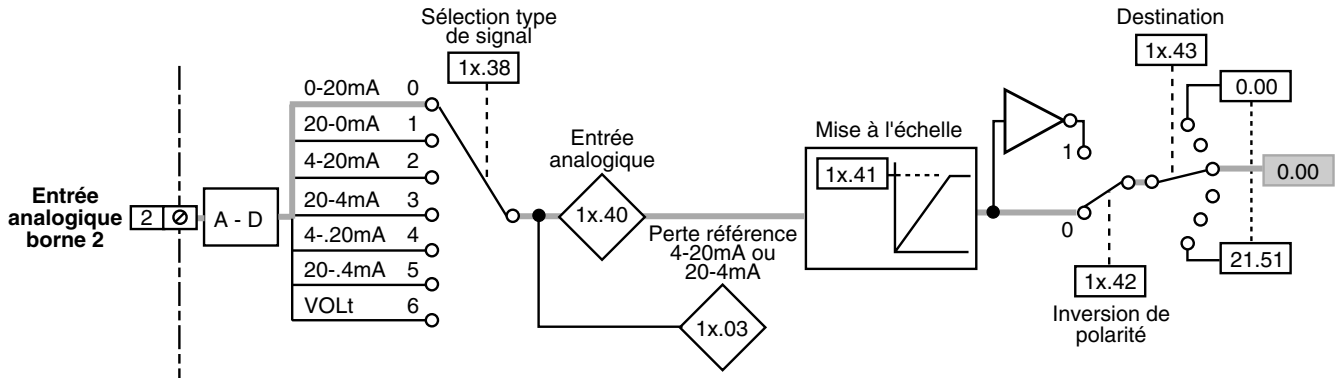 Sélection type
de signal
1x.38
Destination
1x.43
0-20mA 0
20-0mA 1
4-20mA 2
20-4mA 3
4-.20mA 4
20-.4mA 5
VOLt 6
Entrée
analogique
borne 2
2
A - D
Entrée
analogique
1x.40
Perte référence
4-20mA ou
20-4mA
1x.03
Mise à l'échelle
1x.41
1
0
1x.42
Inversion de
polarité
0.00
21.51
0.00